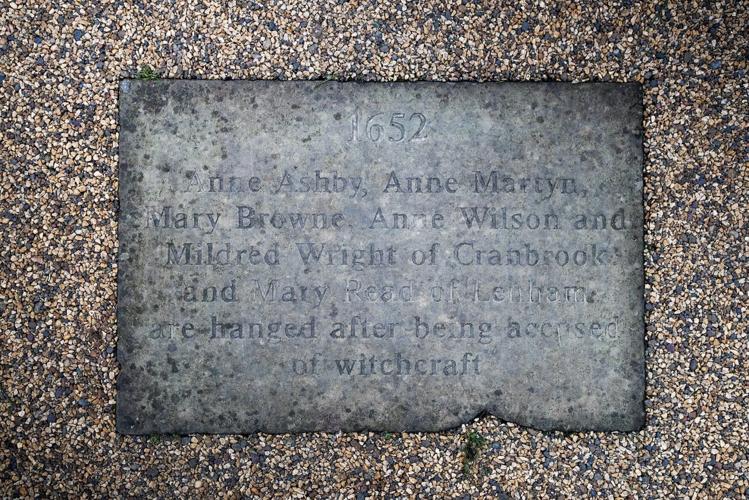 1652
Anne Ashby, Anne Martyn,
Mary Browne, Anne Wilson and
Mildred Wright of Cranbrook
and Mary Read of Lenham
are hanged after being accused
of witchcraft